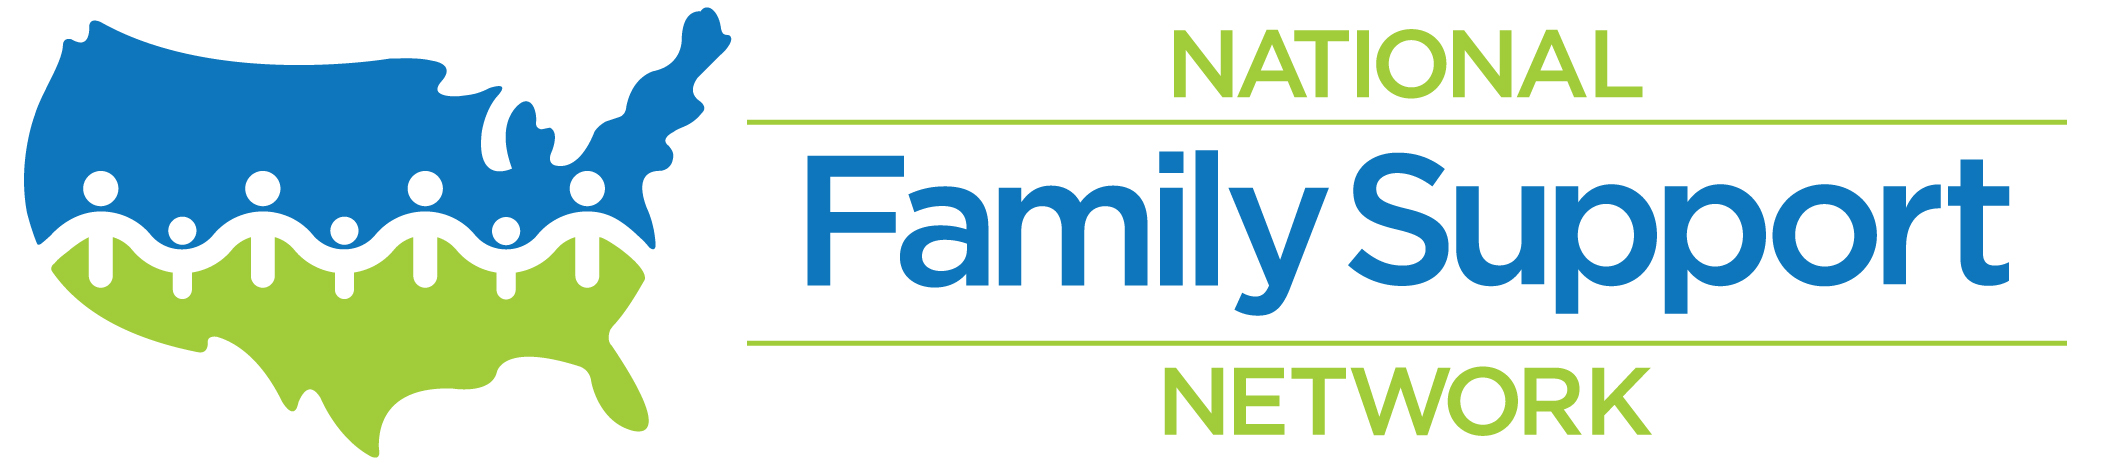 NATIONAL
Family Support
NETWORK